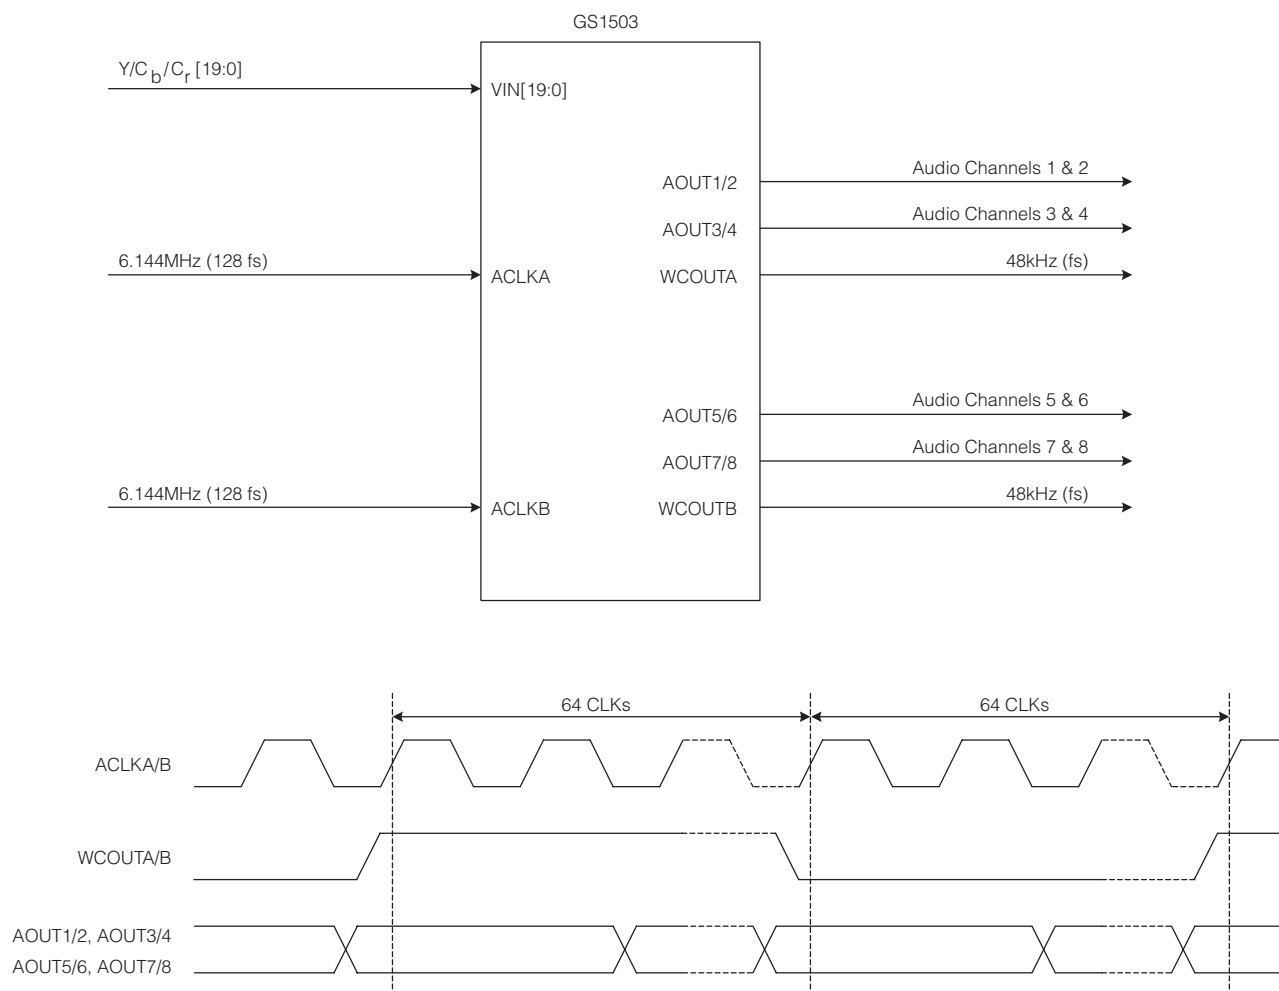 GS1503
Y/Cb/Cr [19:0]
VIN[19:0]
AOUT1/2
Audio Channels 1 & 2
AOUT3/4
Audio Channels 3 & 4
6.144MHz (128 fs)
ACLKA
WCOUTA
48kHz (fs)
AOUT5/6
Audio Channels 5 & 6
AOUT7/8
Audio Channels 7 & 8
6.144MHz (128 fs)
ACLKB
WCOUTB
48kHz (fs)
64 CLKs
64 CLKs
ACLKA/B
WCOUTA/B
AOUT1/2, AOUT3/4
AOUT5/6, AOUT7/8